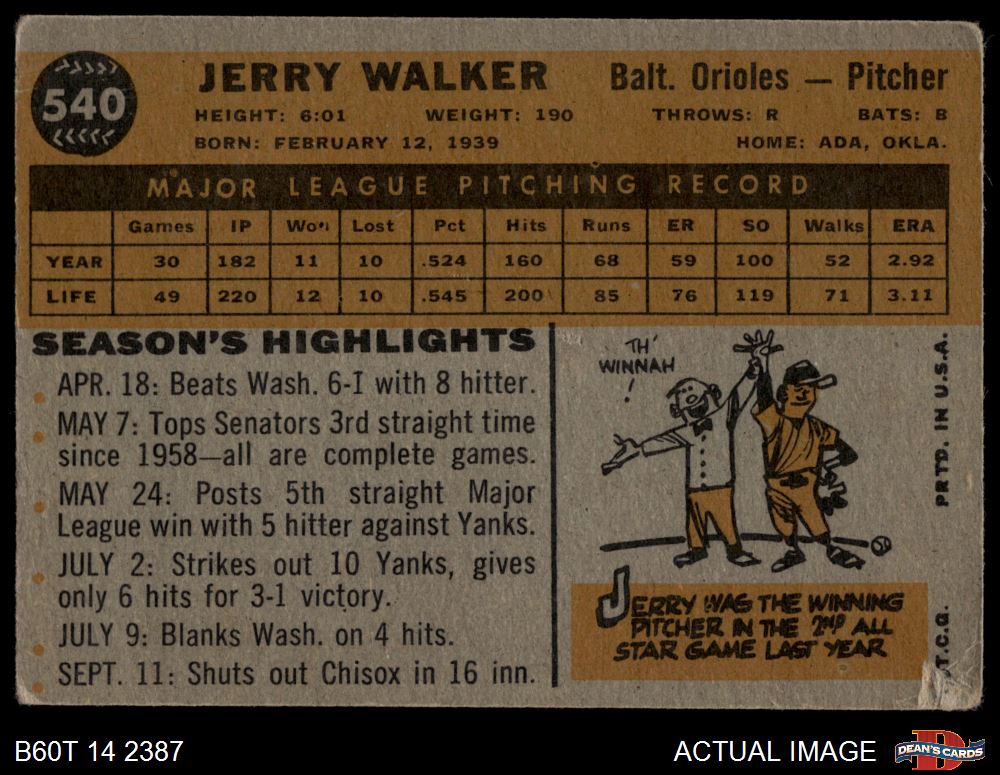 540
JERRY WALKER Balt. Orioles — Pitcher
HEIGHT: 6:01 WEIGHT: 190 THROWS: R BATS: B
BORN: FEBRUARY 12, 1939 HOME: ADA, OKLA.
MAJOR LEAGUE PITCHING RECORD
Games IP Won Lost Pct Hits Runs ER SO Walks ERA
YEAR 30 182 11 10 .524 160 68 59 100 52 2.92
LIFE 49 220 12 10 .545 200 85 76 119 71 3.11
SEASON'S HIGHLIGHTS
APR. 18: Beats Wash. 6-I with 8 hitter.
MAY 7: Tops Senators 3rd straight time
since 1958—all are complete games.
MAY 24: Posts 5th straight Major
League win with 5 hitter against Yanks.
JULY 2: Strikes out 10 Yanks, gives
only 6 hits for 3-1 victory.
JULY 9: Blanks Wash. on 4 hits.
SEPT. 11: Shuts out Chisox in 16 inn.
TH'
WINNAH
!
JERRY WAS THE WINNING
PITCHER IN THE 2ND ALL
STAR GAME LAST YEAR
T.C.G. PRTD. IN U.S.A.
B60T 14 2387
ACTUAL IMAGE
D
DEAN'S CARDS